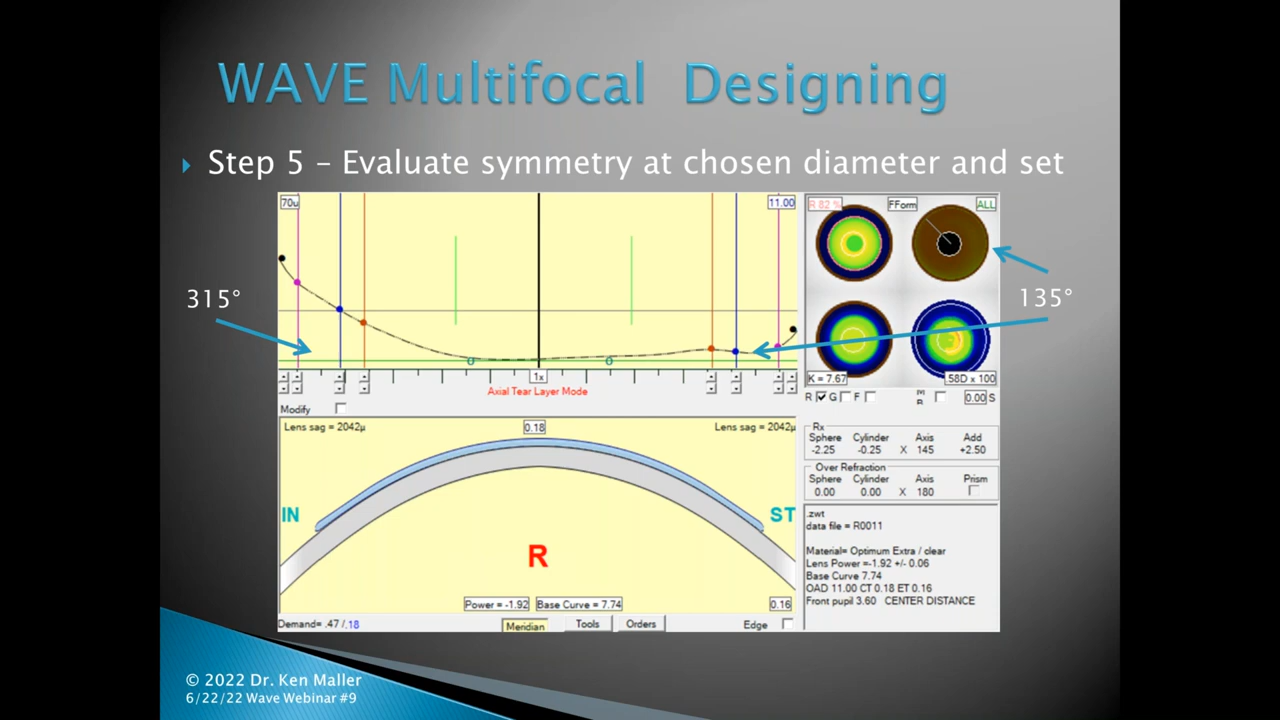 WAVE Multifocal Designing
Step 5 – Evaluate symmetry at chosen diameter and set
70u
11.00
R 82 %
FForm
ALL
315°
135°
0
0
1x
Axial Tear Layer Mode
K = 7.67
.58D x 100
R G F M B 0.00 S
Modify
Lens sag = 2042µ
0.18
Lens sag = 2042µ
Rx
Sphere Cylinder Axis Add
-2.25 -0.25 X 145 +2.50
Over Refraction
Sphere Cylinder Axis Prism
0.00 0.00 X 180
IN
ST
R
.zwt
data file = R0011
Material= Optimum Extra / clear
Lens Power =-1.92 +/- 0.06
Base Curve 7.74
OAD 11.00 CT 0.18 ET 0.16
Front pupil 3.60 CENTER DISTANCE
Power = -1.92
Base Curve = 7.74
0.16
Demand= .47 /.18
Meridian
Tools
Orders
Edge
© 2022 Dr. Ken Maller
6/22/22 Wave Webinar #9